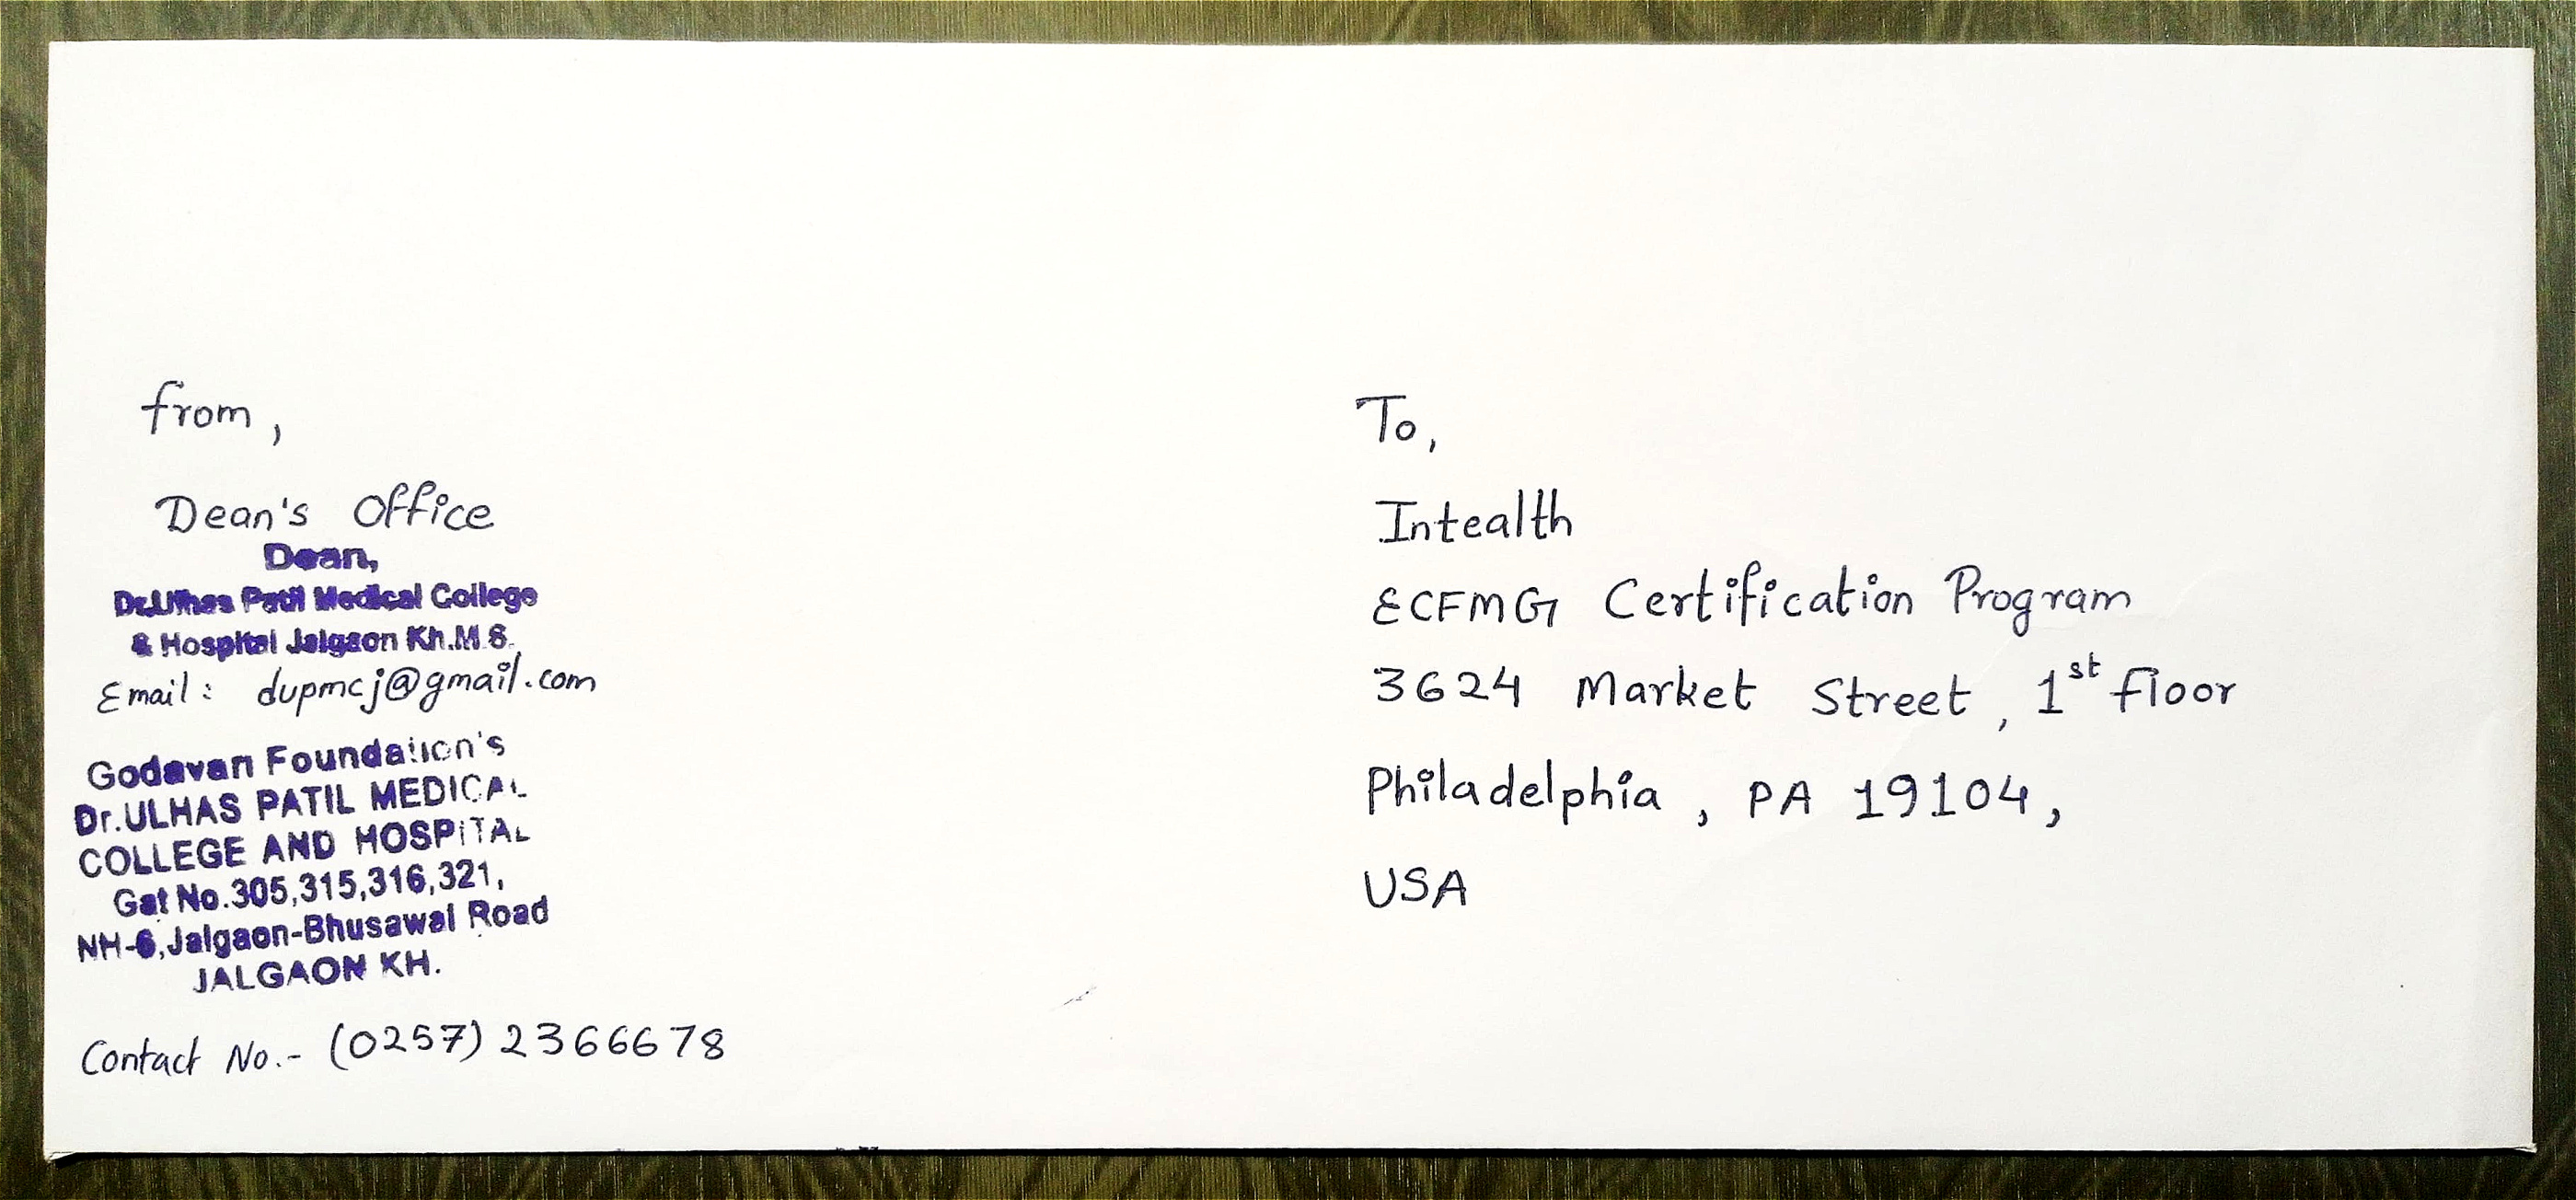 from,
Dean's Office
Dean,
Dr.Ulhas Patil Medical College
& Hospital Jalgaon Kh.M.S.
Email: dupmcj@gmail.com
Godavari Foundation's
Dr.ULHAS PATIL MEDICAL
COLLEGE AND HOSPITAL
Gat No.305,315,316,321,
NH-6,Jalgaon-Bhusawal Road
JALGAON KH.
Contact No.- (0257) 2366678
To,
Intealth
ECFMG Certification Program
3624 Market Street, 1st floor
Philadelphia, PA 19104,
USA